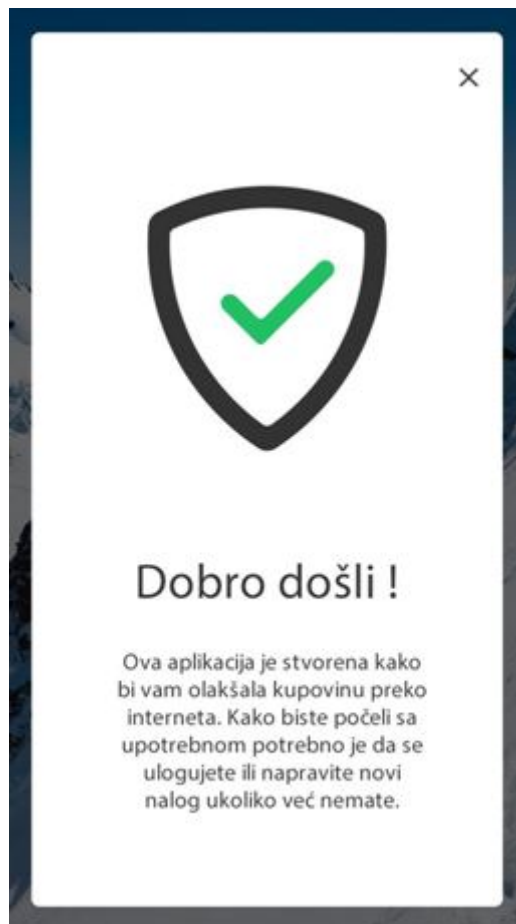 Dobro došli !
Ova aplikacija je stvorena kako
bi vam olakšala kupovinu preko
interneta. Kako biste počeli sa
upotrebnom potrebno je da se
ulogujete ili napravite novi
nalog ukoliko već nemate.